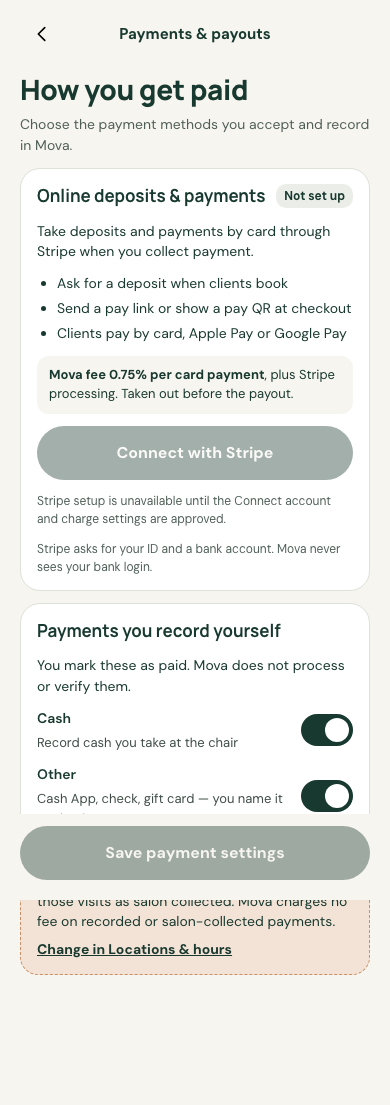 Payments & payouts
How you get paid
Choose the payment methods you accept and record
in Mova.
Online deposits & payments
Not set up
Take deposits and payments by card through
Stripe when you collect payment.
Ask for a deposit when clients book
Send a pay link or show a pay QR at checkout
Clients pay by card, Apple Pay or Google Pay
Mova fee 0.75% per card payment, plus Stripe
processing. Taken out before the payout.
Connect with Stripe
Stripe setup is unavailable until the Connect account
and charge settings are approved.
Stripe asks for your ID and a bank account. Mova never
sees your bank login.
Payments you record yourself
You mark these as paid. Mova does not process
or verify them.
Cash
Record cash you take at the chair
Other
Cash App, check, gift card — you name it
Save payment settings
those visits as salon collected. Mova charges no
fee on recorded or salon-collected payments.
Change in Locations & hours